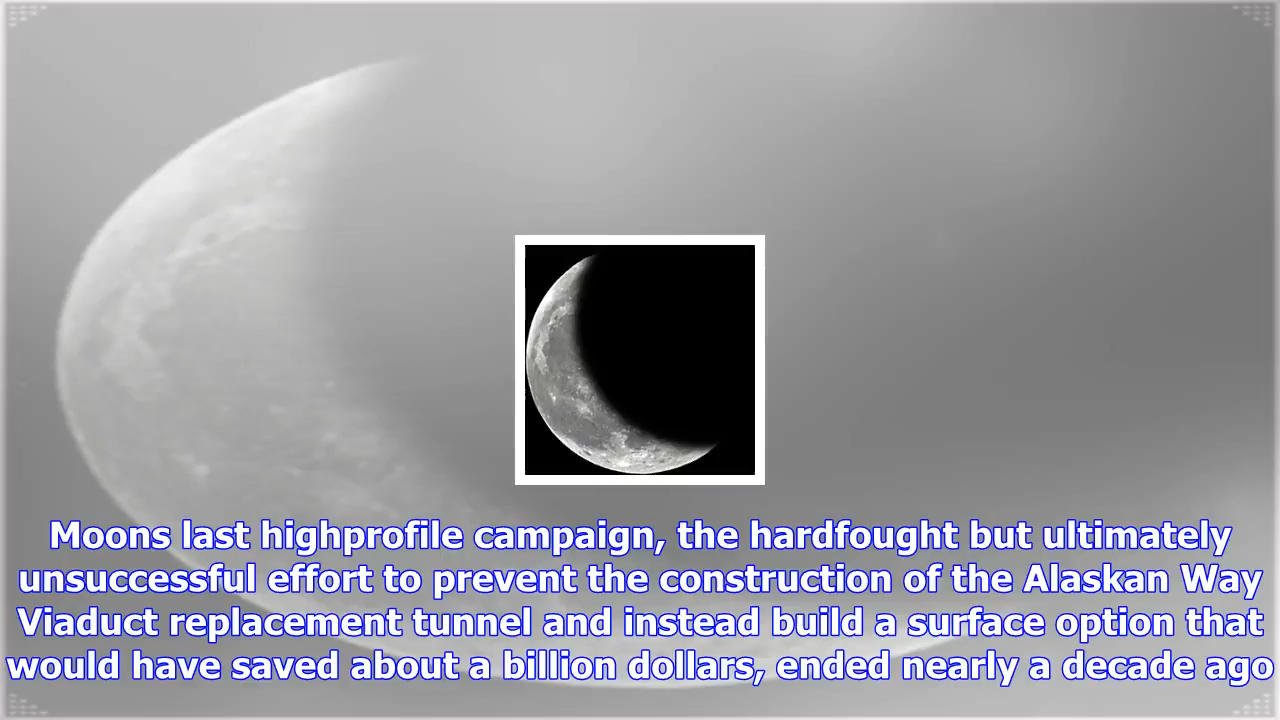 Moons last highprofile campaign, the hardfought but ultimately
unsuccessful effort to prevent the construction of the Alaskan Way
Viaduct replacement tunnel and instead build a surface option that
would have saved about a billion dollars, ended nearly a decade ago